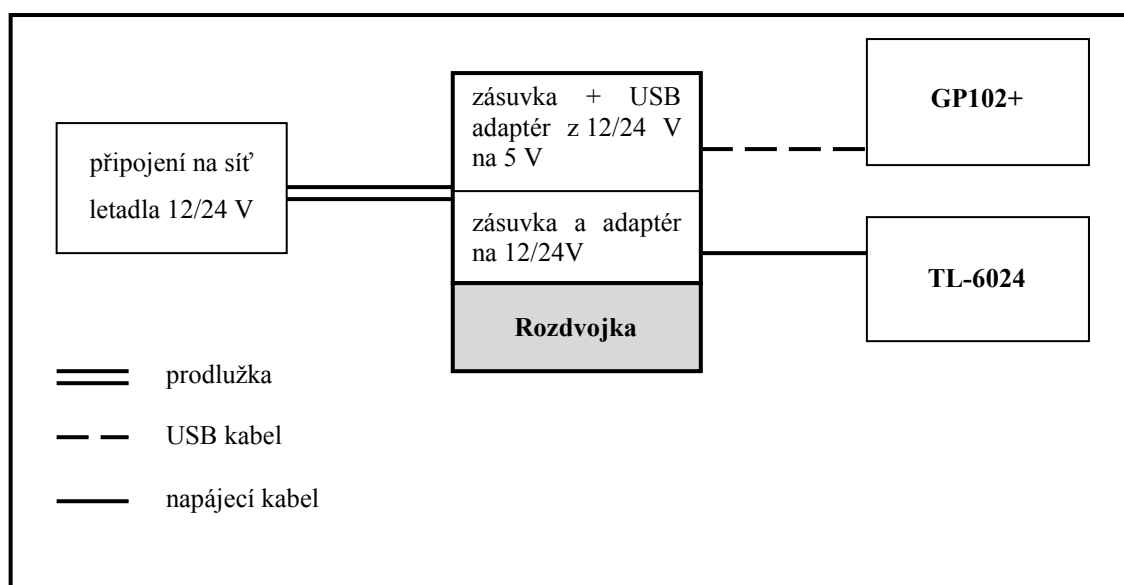 připojení na síť
letadla 12/24 V
zásuvka + USB
adaptér z 12/24 V
na 5 V
zásuvka a adaptér
na 12/24V
Rozdvojka
GP102+
TL-6024
prodlužka
USB kabel
napájecí kabel